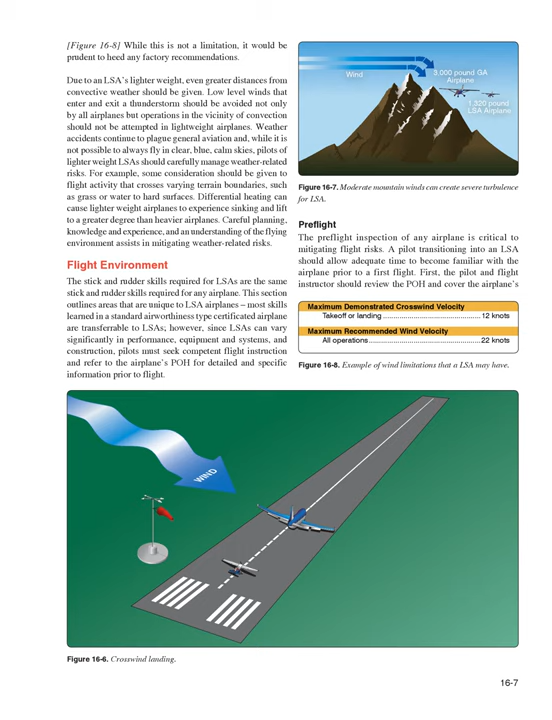 [Figure 16-8] While this is not a limitation, it would be
prudent to heed any factory recommendations.
Due to an LSA's lighter weight, even greater distances from
convective weather should be given. Low level winds that
enter and exit a thunderstorm should be avoided not only
by all airplanes but operations in the vicinity of convection
should not be attempted in lightweight airplanes. Weather
accidents continue to plague general aviation and, while it is
not possible to always fly in clear, blue, calm skies, pilots of
lighter weight LSAs should carefully manage weather-related
risks. For example, some consideration should be given to
flight activity that crosses varying terrain boundaries, such
as grass or water to hard surfaces. Differential heating can
cause lighter weight airplanes to experience sinking and lift
to a greater degree than heavier airplanes. Careful planning,
knowledge and experience, and an understanding of the flying
environment assists in mitigating weather-related risks.
Flight Environment
The stick and rudder skills required for LSAs are the same
stick and rudder skills required for any airplane. This section
outlines areas that are unique to LSA airplanes – most skills
learned in a standard airworthiness type certificated airplane
are transferrable to LSAs; however, since LSAs can vary
significantly in performance, equipment and systems, and
construction, pilots must seek competent flight instruction
and refer to the airplane's POH for detailed and specific
information prior to flight.
Wind
3,000 pound GA
Airplane
1,320 pound
LSA Airplane
Figure 16-7. Moderate mountain winds can create severe turbulence
for LSA.
Preflight
The preflight inspection of any airplane is critical to
mitigating flight risks. A pilot transitioning into an LSA
should allow adequate time to become familiar with the
airplane prior to a first flight. First, the pilot and flight
instructor should review the POH and cover the airplane's
Maximum Demonstrated Crosswind Velocity
Takeoff or landing ................................................ 12 knots
Maximum Recommended Wind Velocity
All operations ...................................................... 22 knots
Figure 16-8. Example of wind limitations that a LSA may have.
WIND
Figure 16-6. Crosswind landing.
16-7